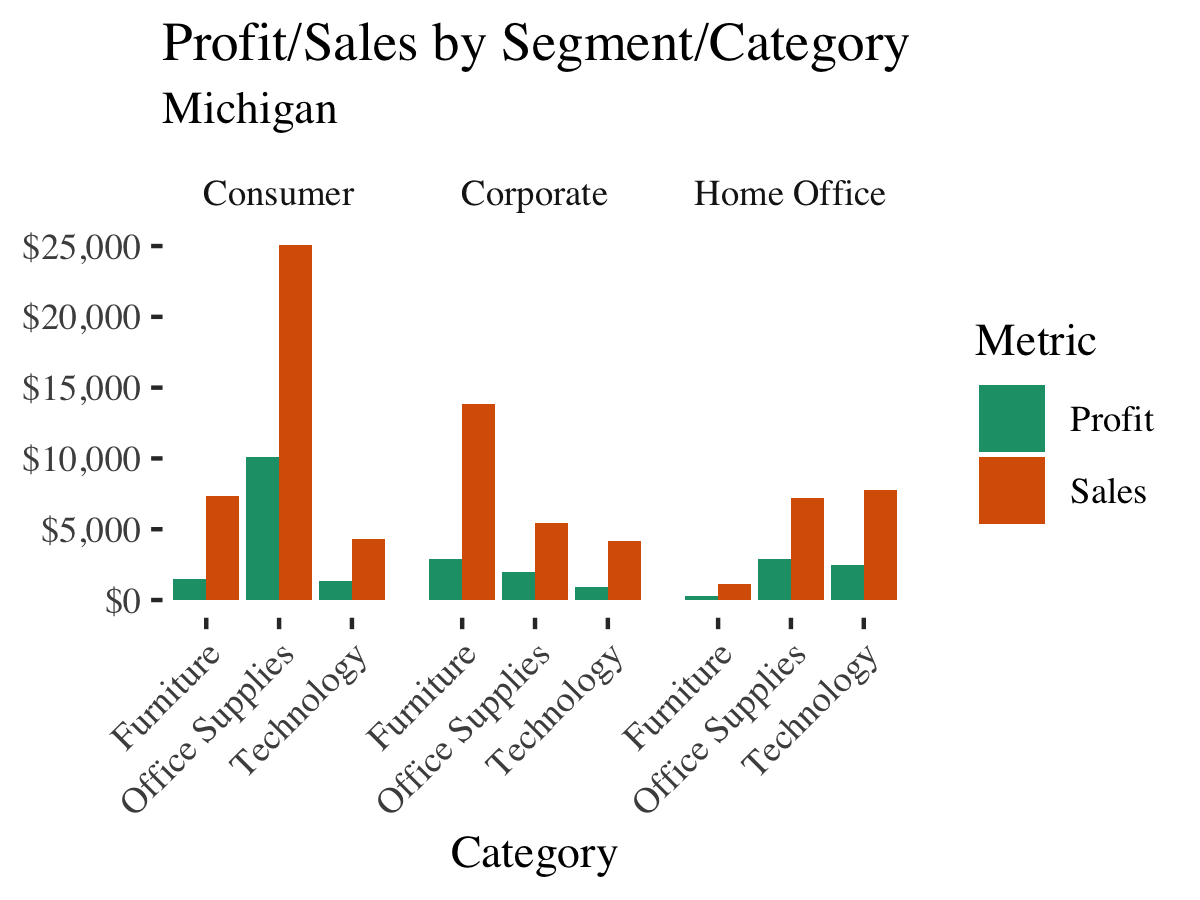 Profit/Sales by Segment/Category
Michigan
Consumer
Corporate
Home Office
$25,000
$20,000
$15,000
$10,000
$5,000
$0
Furniture
Office Supplies
Technology
Furniture
Office Supplies
Technology
Furniture
Office Supplies
Technology
Category
Metric
Profit
Sales